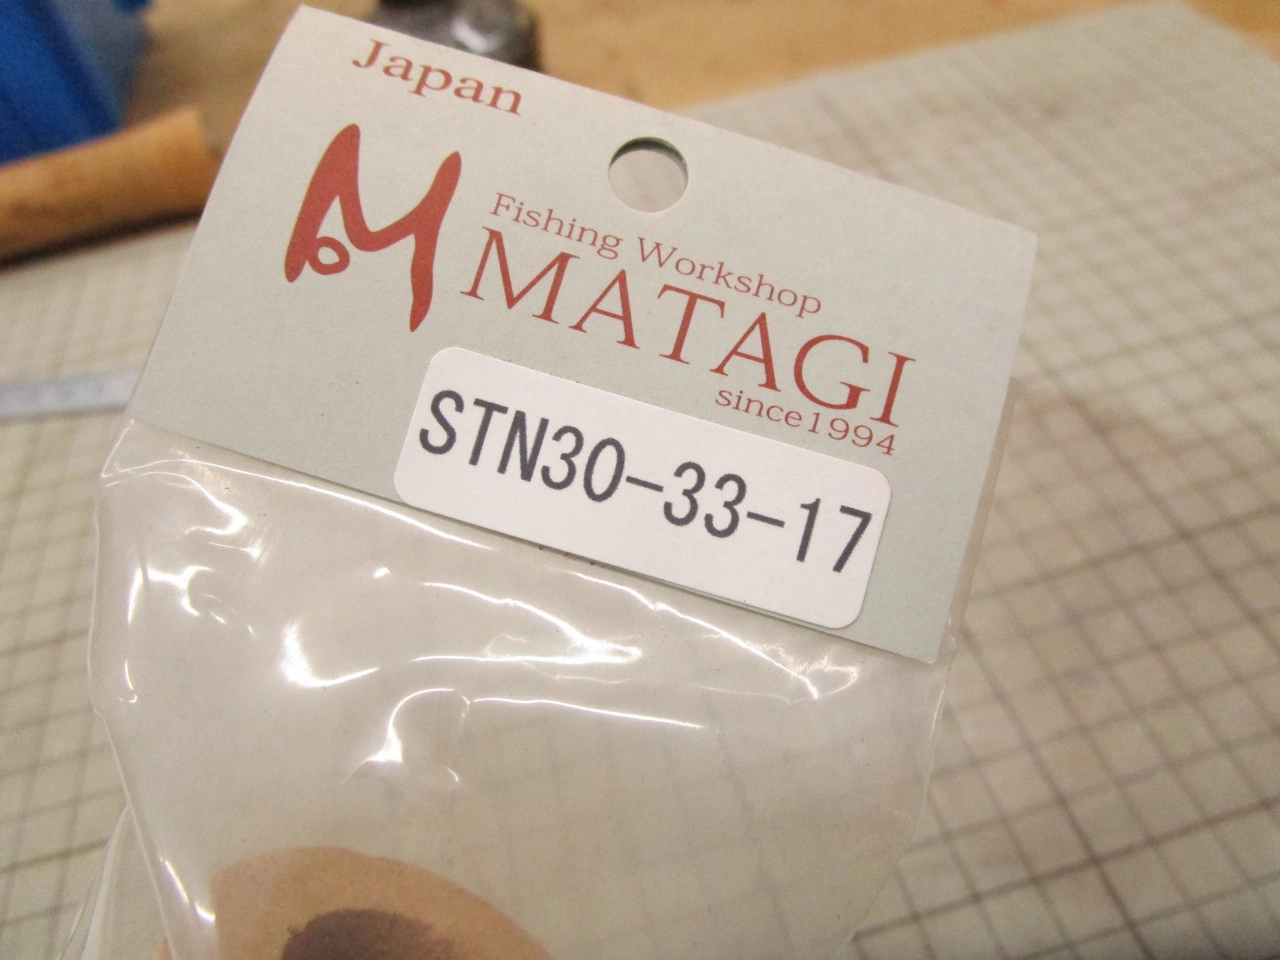 Japan
Fishing Workshop
MATAGI
since1994
STN30-33-17